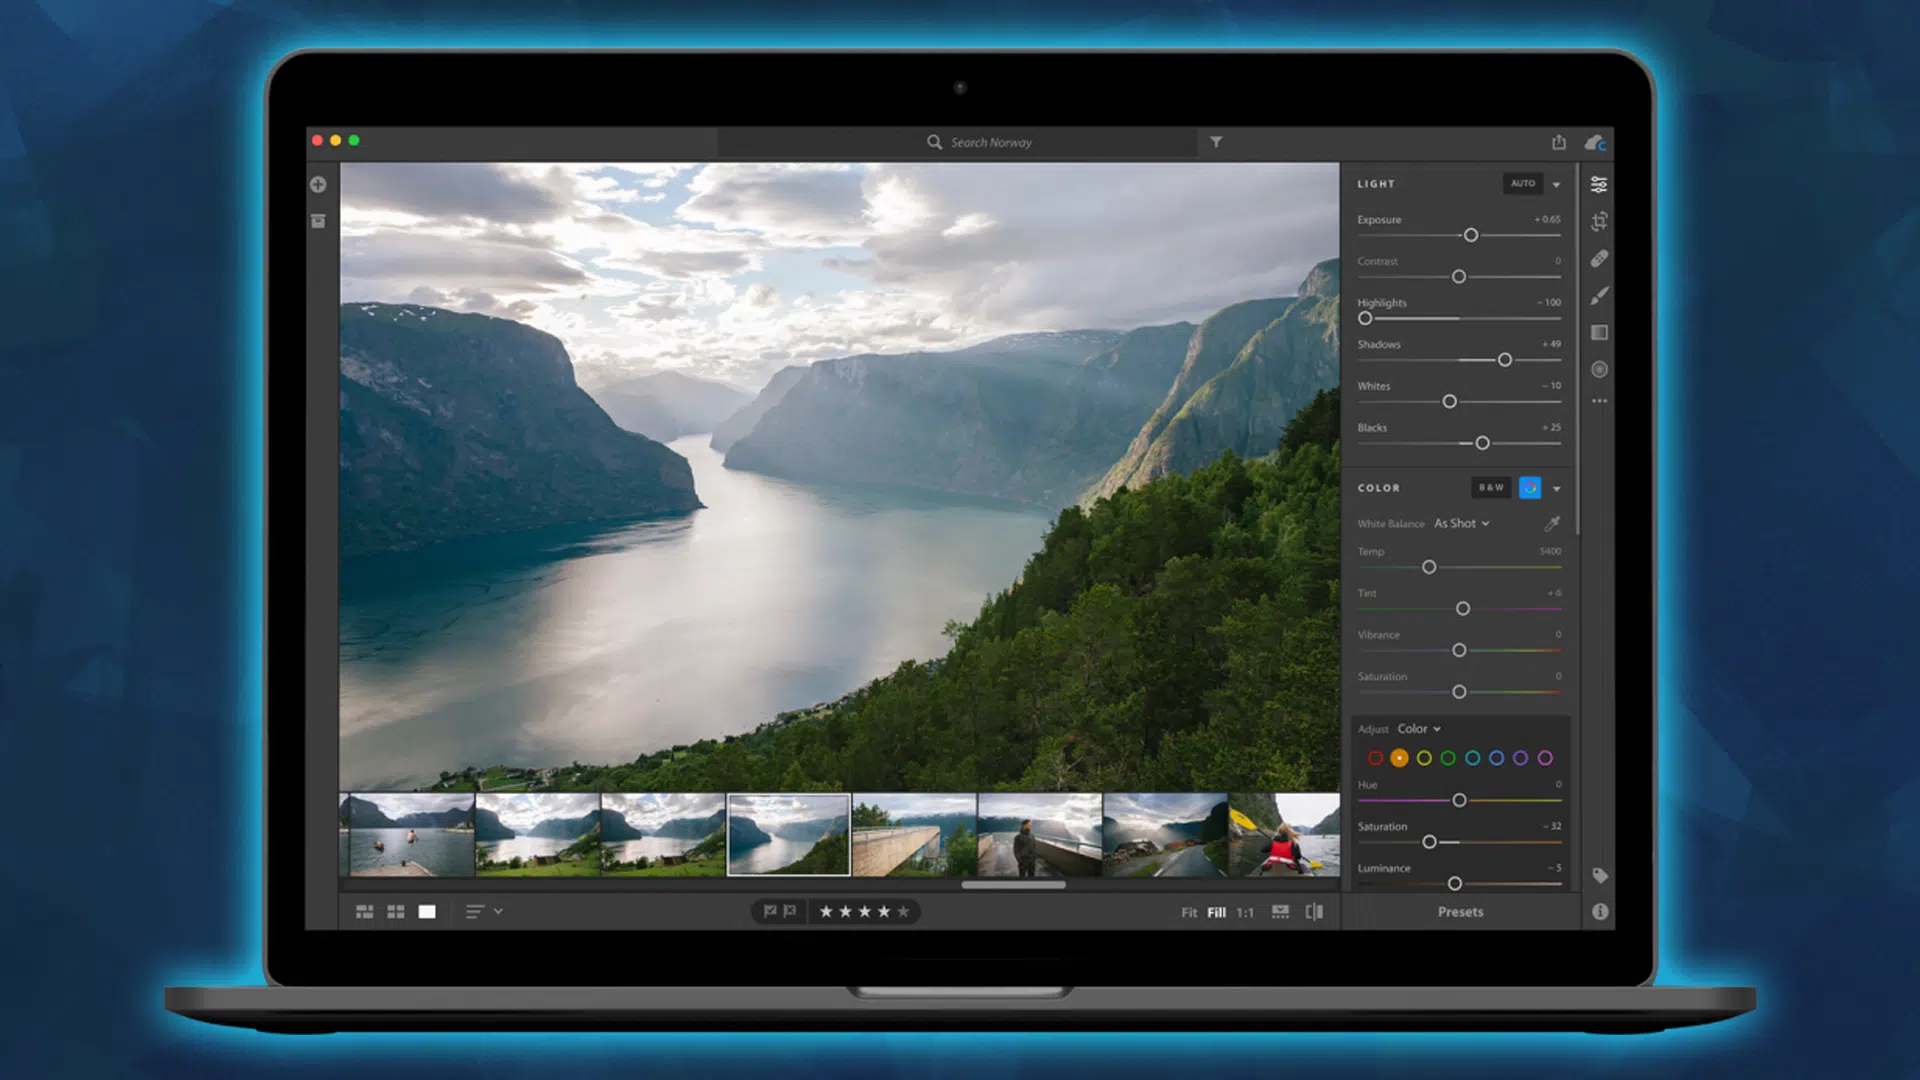 Search Norway
LIGHT AUTO
Exposure + 0.65
Contrast 0
Highlights – 100
Shadows + 49
Whites – 10
Blacks + 25
COLOR B & W
White Balance As Shot
Temp 5400
Tint + 6
Vibrance 0
Saturation 0
Adjust Color
Hue 0
Saturation – 32
Luminance – 5
Fit Fill 1:1
Presets